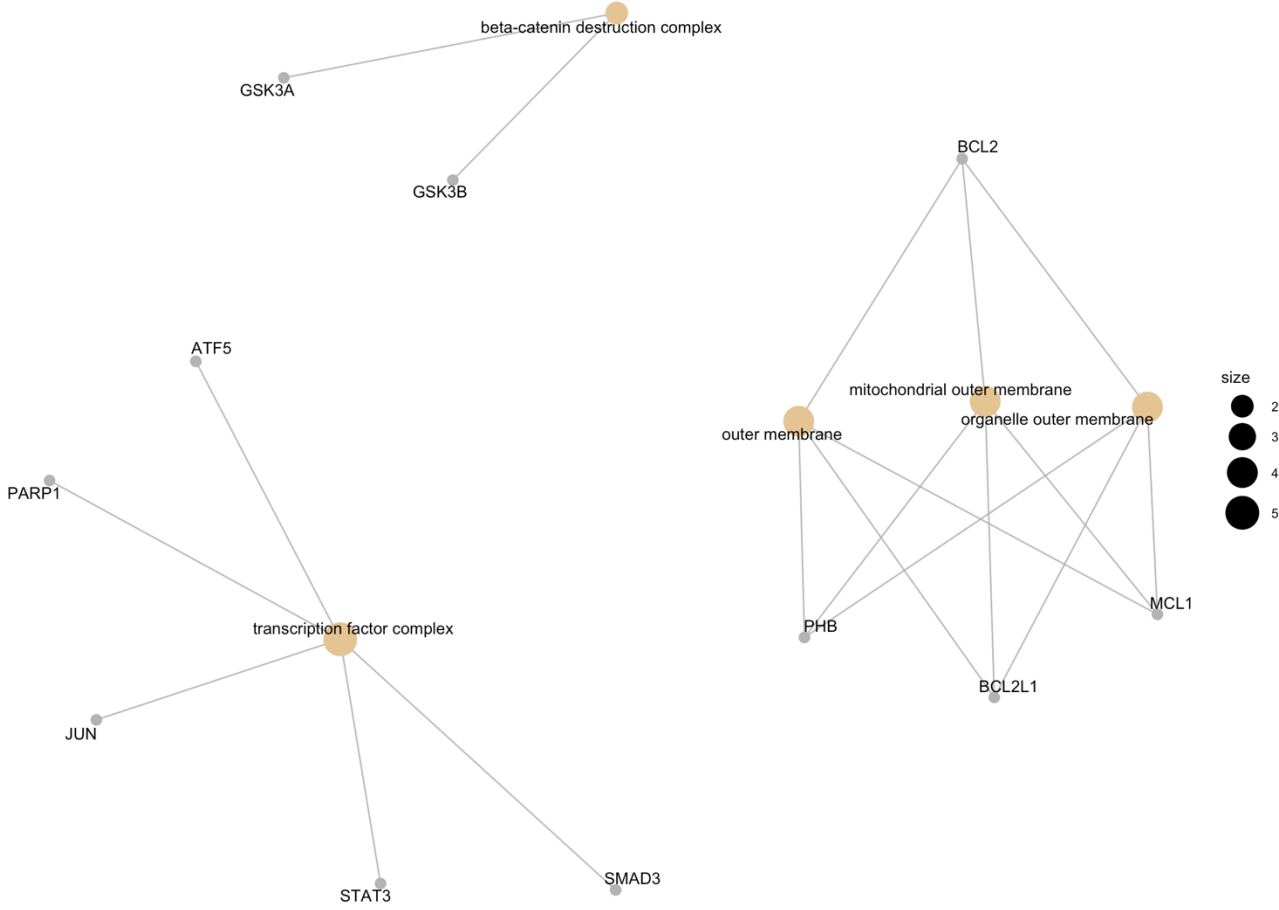 beta-catenin destruction complex
GSK3A
GSK3B
BCL2
ATF5
size
mitochondrial outer membrane
2
organelle outer membrane
outer membrane
3
4
PARP1
5
MCL1
PHB
transcription factor complex
BCL2L1
JUN
SMAD3
STAT3